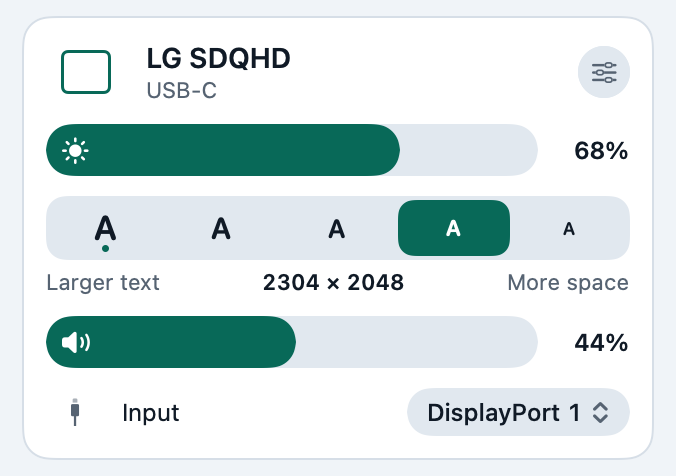 LG SDQHD
USB-C
68%
A A A A A
Larger text 2304 × 2048 More space
44%
Input DisplayPort 1